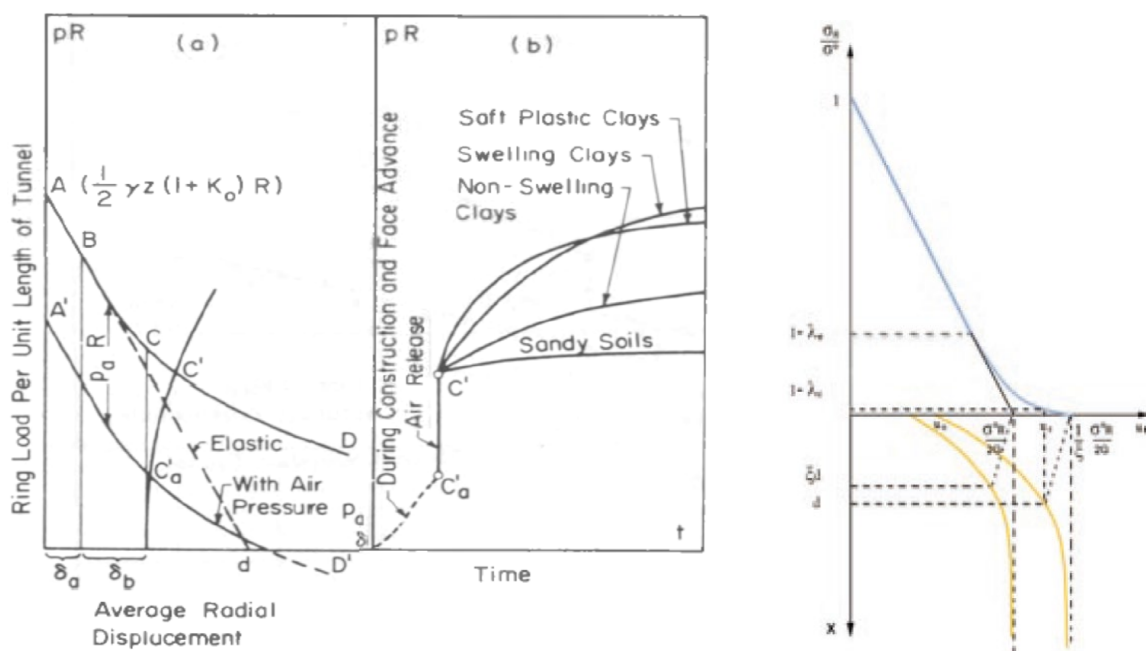 pR
(a)
A (½ γz (1 + Kₒ) R)
B
A'
R
pₐ
C
C'
D
Elastic
C'ₐ
With Air
Pressure pₐ
δₐ
δb
d
D'
Ring Load Per Unit Length of Tunnel
Average Radial
Displacement
pR
(b)
Soft Plastic Clays
Swelling Clays
Non-Swelling
Clays
Sandy Soils
C'
C'ₐ
During Construction and Face Advance
Air Release
t
Time
1
x